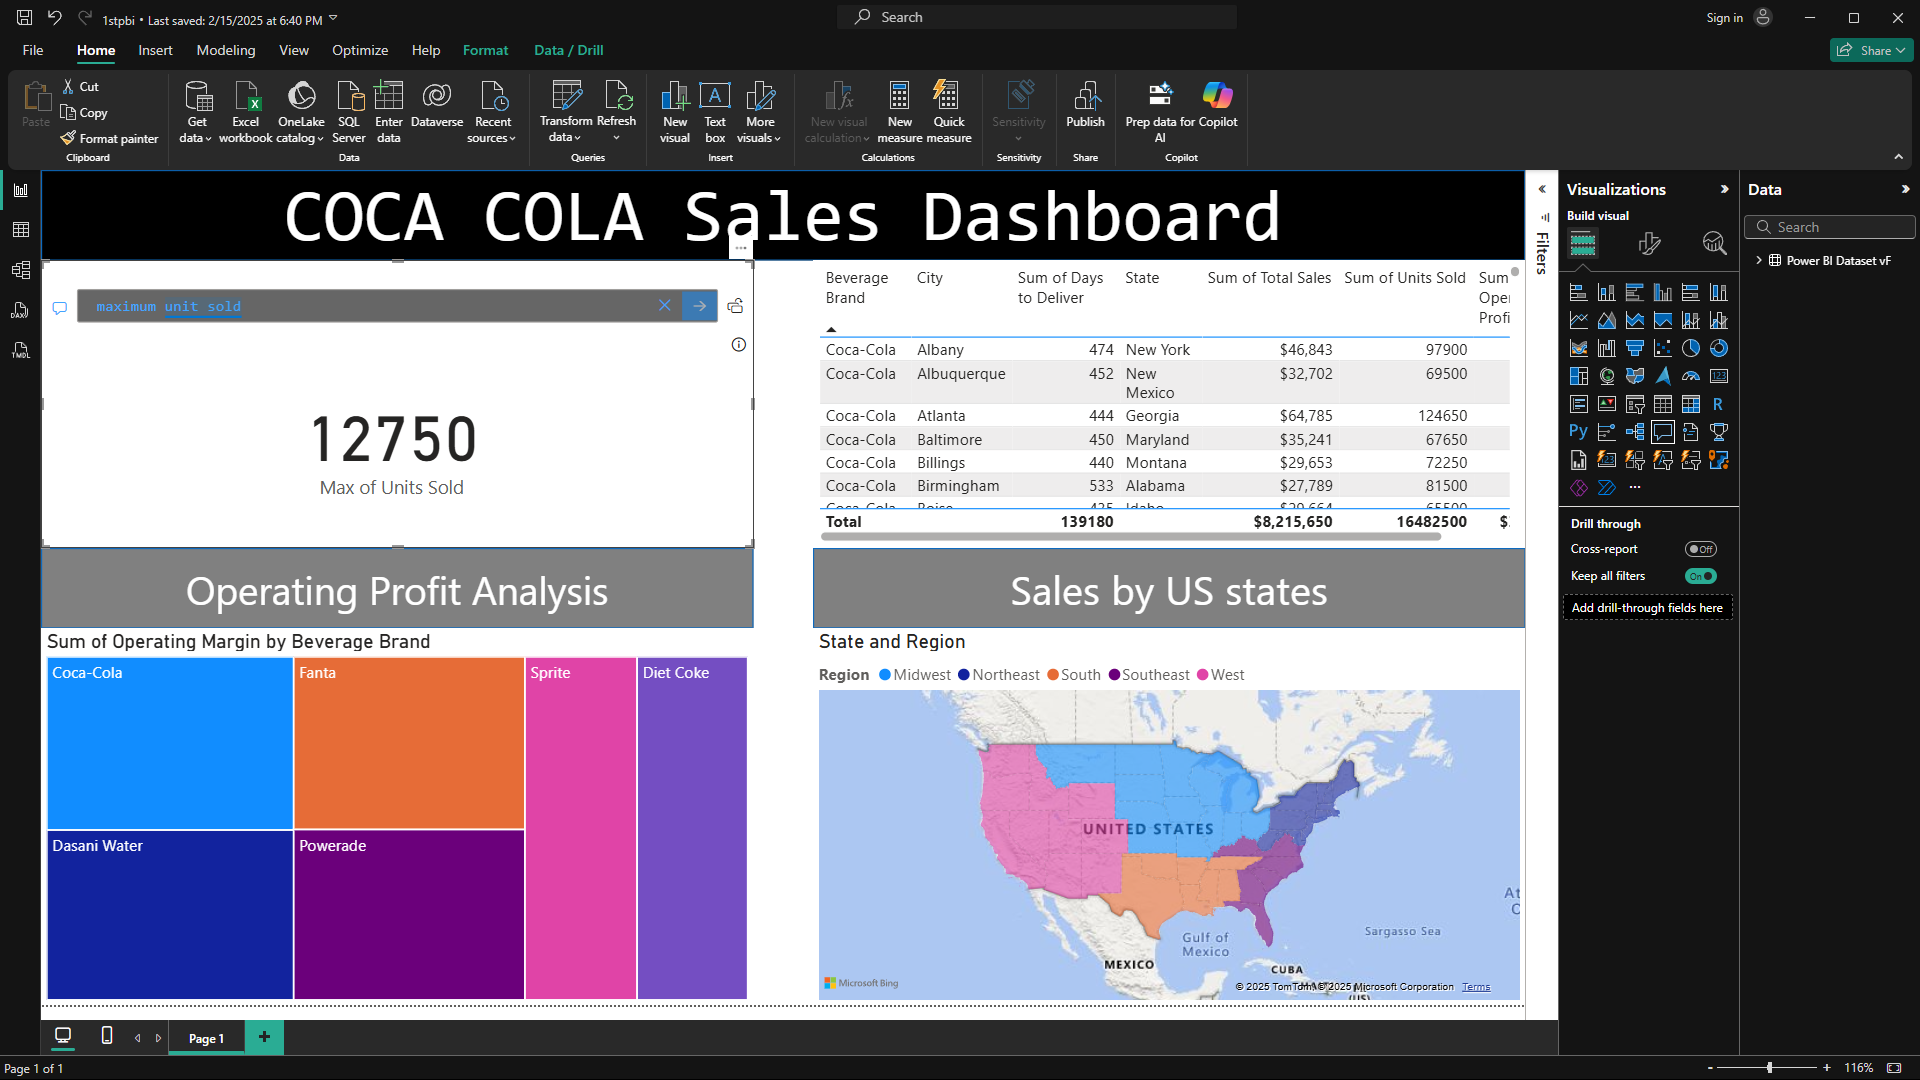 1stpbi • Last saved: 2/15/2025 at 6:40 PM
Search
Sign in
File Home Insert Modeling View Optimize Help Format Data / Drill
Share
Paste
Cut
Copy
Format painter
Clipboard
Get data
Excel workbook
OneLake catalog
SQL Server
Enter data
Dataverse
Recent sources
Data
Transform data
Refresh
Queries
New visual
Text box
More visuals
Insert
New visual calculation
New measure
Quick measure
Calculations
Sensitivity
Sensitivity
Publish
Share
Prep data for AI
Copilot
Copilot
COCA COLA Sales Dashboard
maximum unit sold
12750
Max of Units Sold
Beverage Brand City Sum of Days to Deliver State Sum of Total Sales Sum of Units Sold Sum
Coca-Cola Albany 474 New York $46,843 97900
Coca-Cola Albuquerque 452 New Mexico $32,702 69500
Coca-Cola Atlanta 444 Georgia $64,785 124650
Coca-Cola Baltimore 450 Maryland $35,241 67650
Coca-Cola Billings 440 Montana $29,653 72250
Coca-Cola Birmingham 533 Alabama $27,789 81500
Total 139180 $8,215,650 16482500
Operating Profit Analysis
Sum of Operating Margin by Beverage Brand
Coca-Cola
Fanta
Sprite
Diet Coke
Dasani Water
Powerade
Sales by US states
State and Region
Region Midwest Northeast South Southeast West
UNITED STATES
Gulf of Mexico
MEXICO
CUBA
Sargasso Sea
Microsoft Bing
© 2025 TomTom, © 2025 Microsoft Corporation Terms
Filters
Visualizations
Build visual
Py
R
Drill through
Cross-report Off
Keep all filters On
Add drill-through fields here
Data
Search
Power BI Dataset vF
DAX
TMDL
Page 1
Page 1 of 1
116%